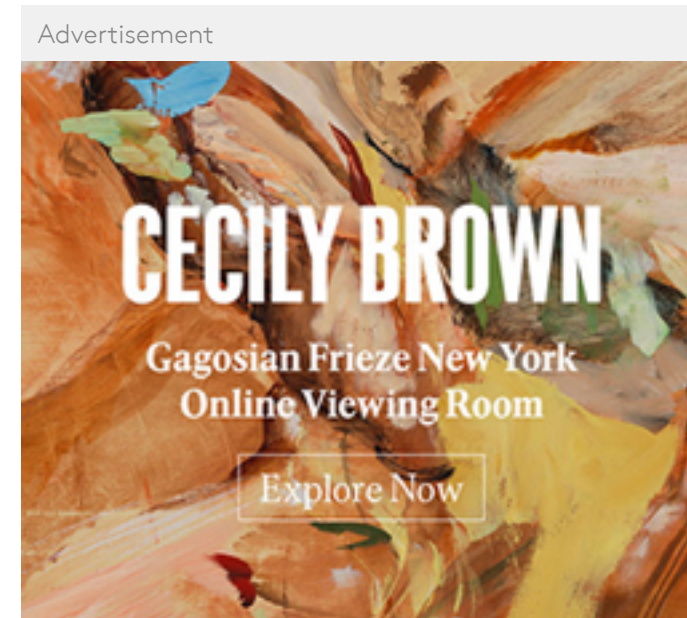 Advertisement
CECILY BROWN
Gagosian Frieze New York
Online Viewing Room
Explore Now